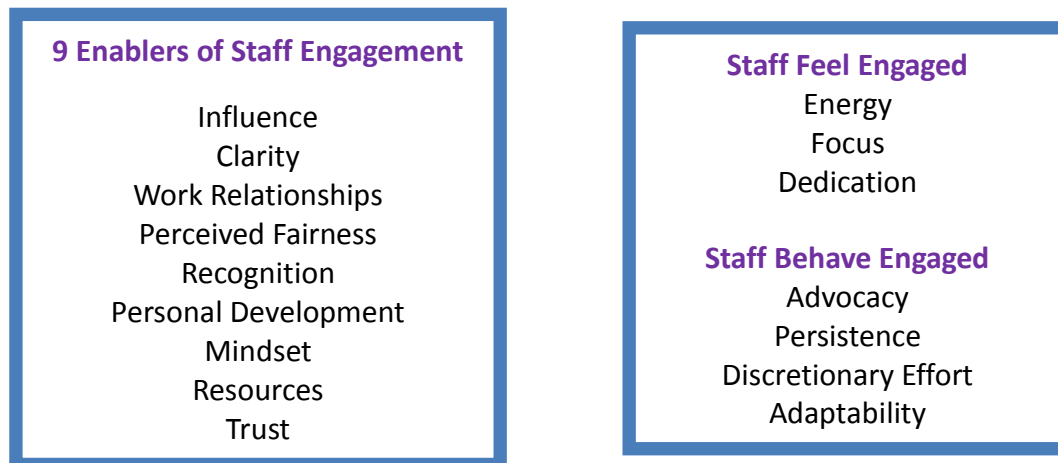 9 Enablers of Staff Engagement
Influence
Clarity
Work Relationships
Perceived Fairness
Recognition
Personal Development
Mindset
Resources
Trust
Staff Feel Engaged
Energy
Focus
Dedication
Staff Behave Engaged
Advocacy
Persistence
Discretionary Effort
Adaptability